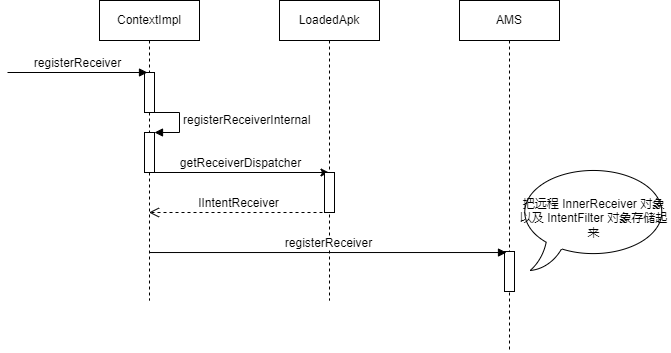 ContextImpl
LoadedApk
AMS
registerReceiver
registerReceiverInternal
getReceiverDispatcher
IIntentReceiver
把远程 InnerReceiver 对象
以及 IntentFilter 对象存储起
来
registerReceiver